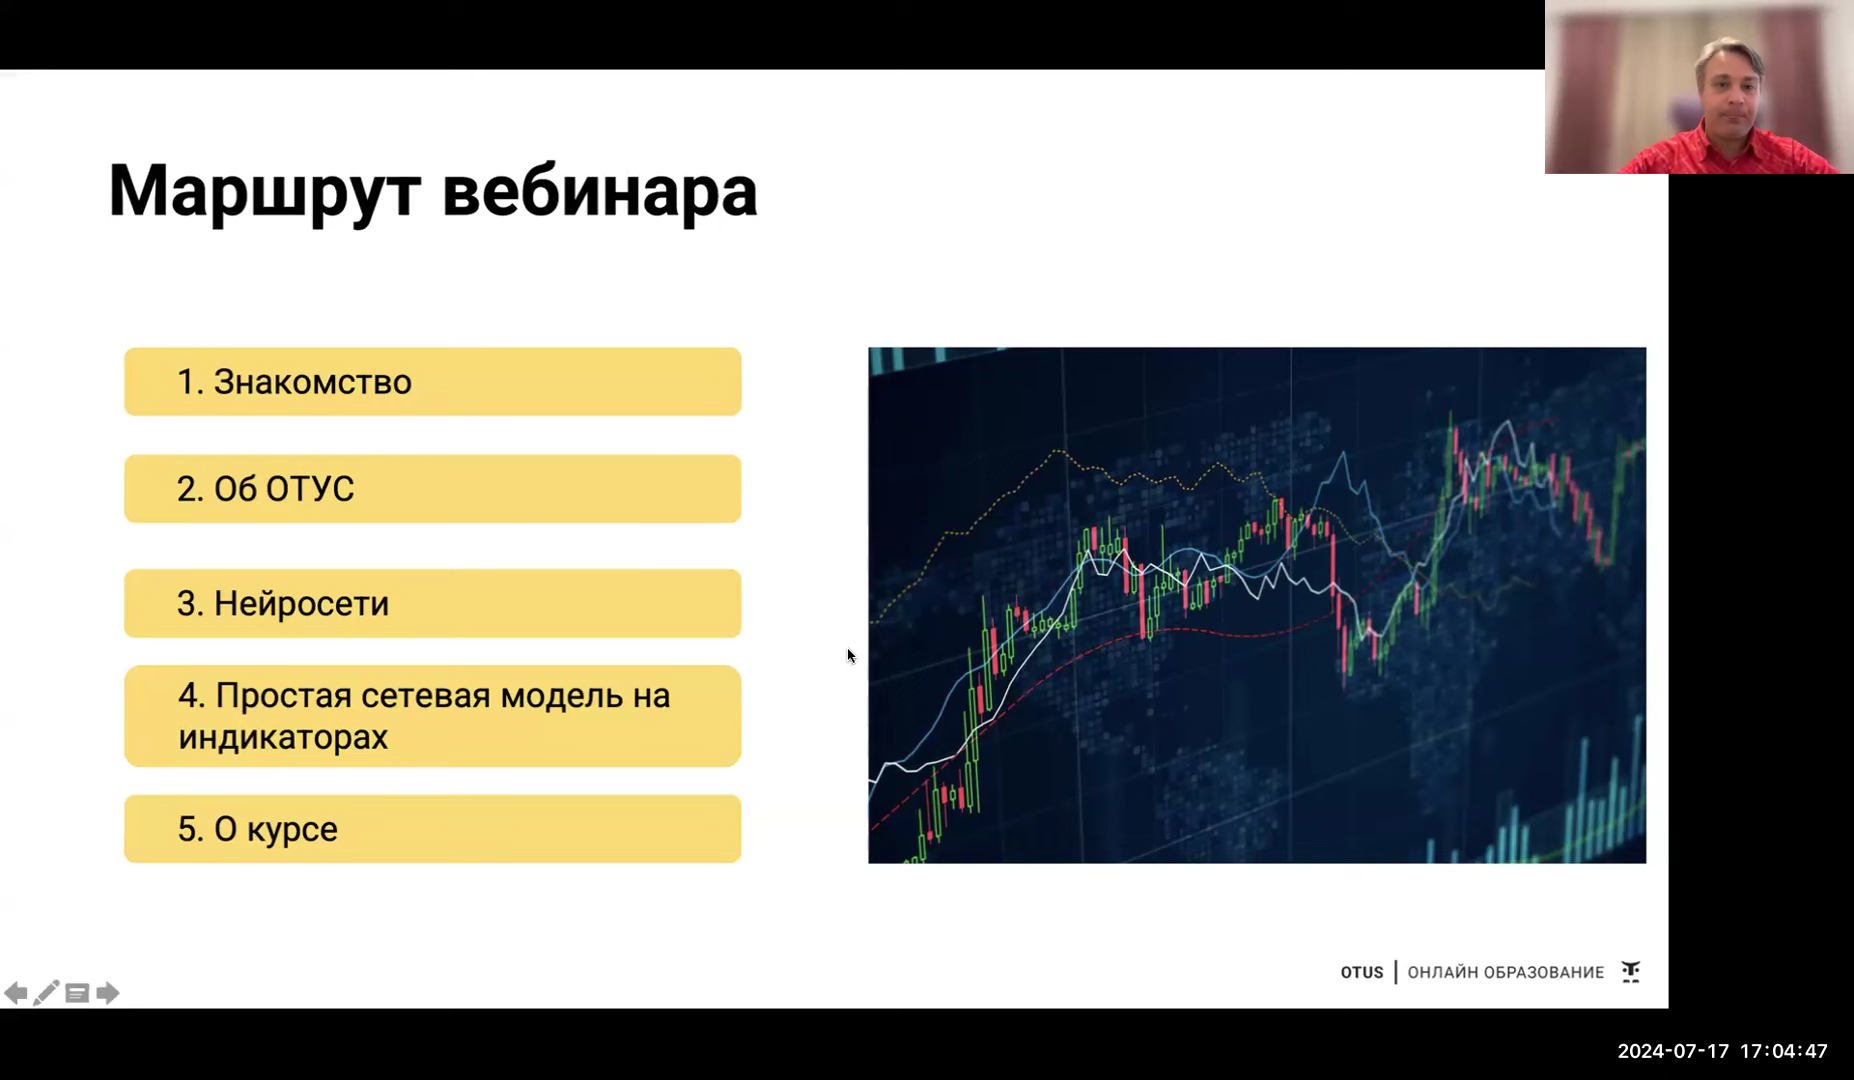 Маршрут вебинара
1. Знакомство
2. Об ОТУС
3. Нейросети
4. Простая сетевая модель на
индикаторах
5. О курсе
OTUS | ОНЛАЙН ОБРАЗОВАНИЕ
2024-07-17 17:04:47